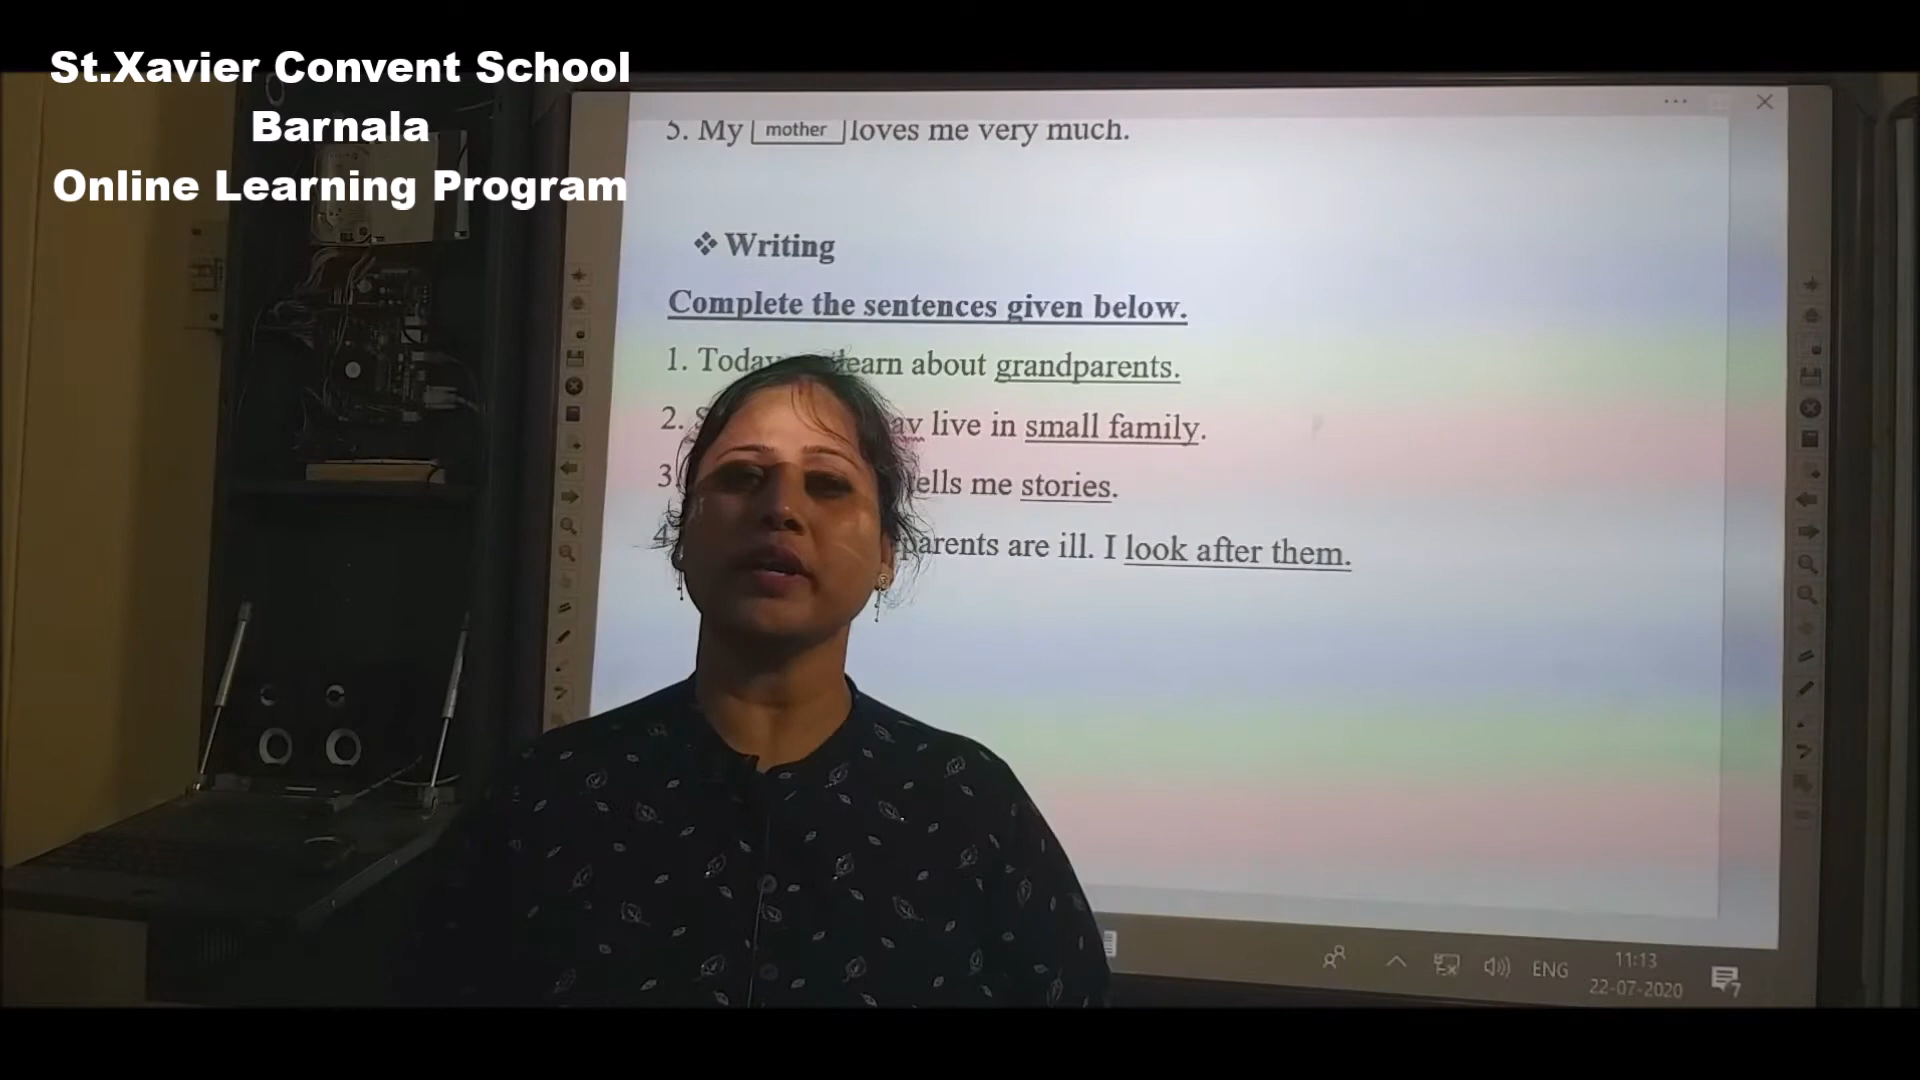 St.Xavier Convent School
Barnala
Online Learning Program
5. My mother loves me very much.
❖ Writing
Complete the sentences given below.
1. Today learn about grandparents.
2. live in small family.
3. tells me stories.
4. parents are ill. I look after them.
ENG
11:13
22-07-2020
7